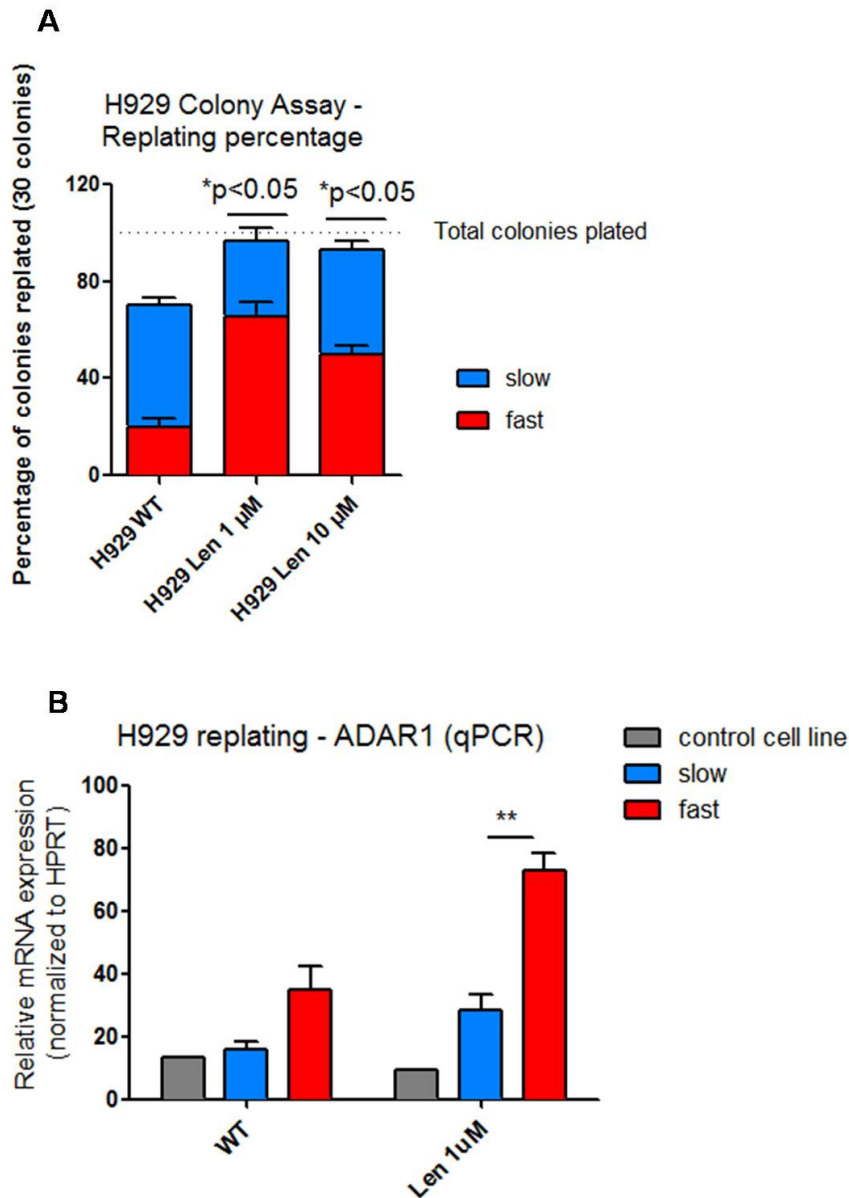 A
H929 Colony Assay -
Replating percentage
Percentage of colonies replated (30 colonies)
120
80
40
0
*p<0.05
*p<0.05
Total colonies plated
slow
fast
H929 WT
H929 Len 1 µM
H929 Len 10 µM
B
H929 replating - ADAR1 (qPCR)
control cell line
slow
fast
Relative mRNA expression
(normalized to HPRT)
100
80
60
40
20
0
**
WT
Len 1uM